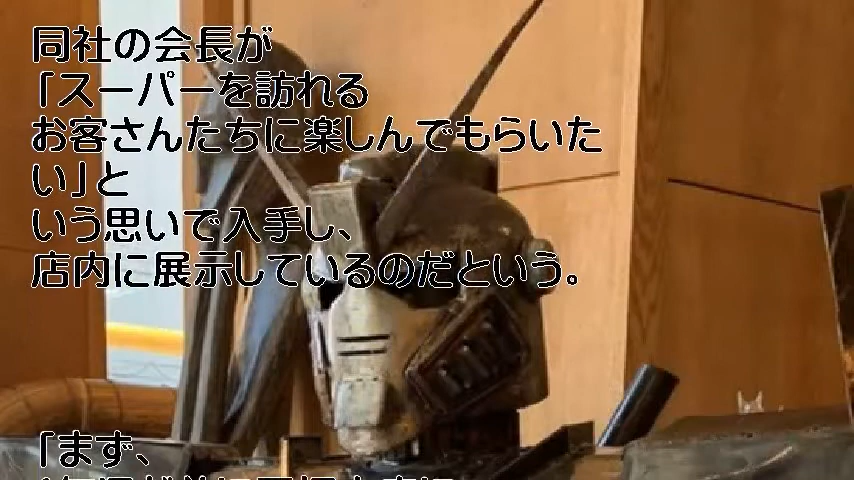 同社の会長が
「スーパーを訪れる
お客さんたちに楽しんでもらいた
い」と
いう思いで入手し、
店内に展示しているのだという。
「まず、